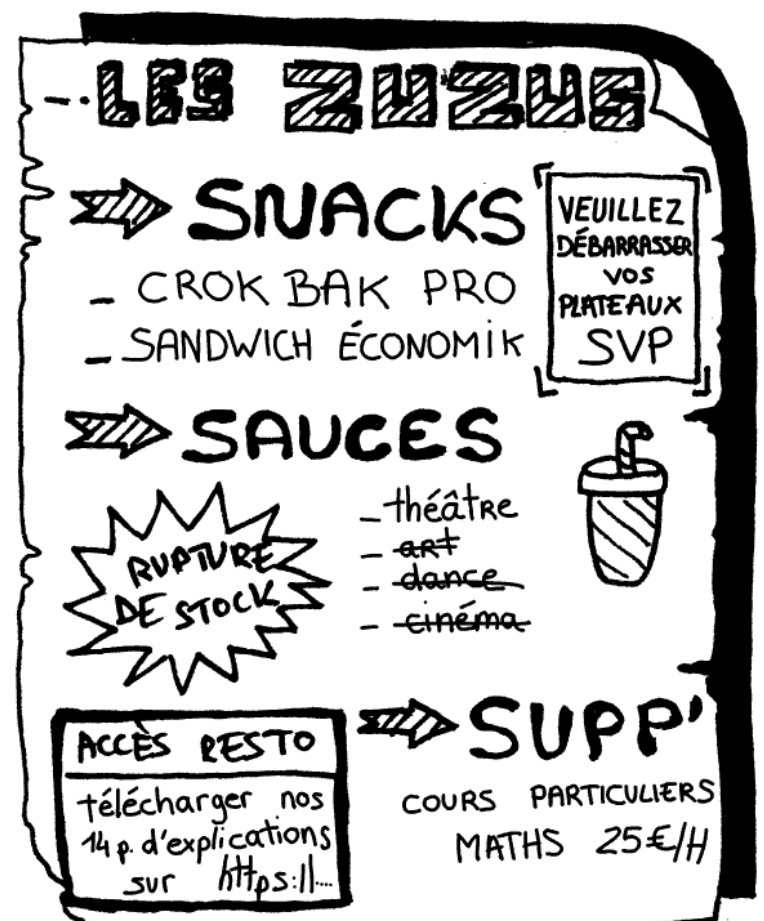 LES ZUZUS
SNACKS
- CROK BAK PRO
- SANDWICH ÉCONOMIK
VEUILLEZ
DÉBARRASSER
VOS
PLATEAUX
SVP
SAUCES
RUPTURE
DE STOCK
- théâtre
- art
- dance
- cinéma
ACCÈS RESTO
télécharger nos
14 p. d'explications
sur https://...
SUPP'
COURS PARTICULIERS
MATHS 25€/H